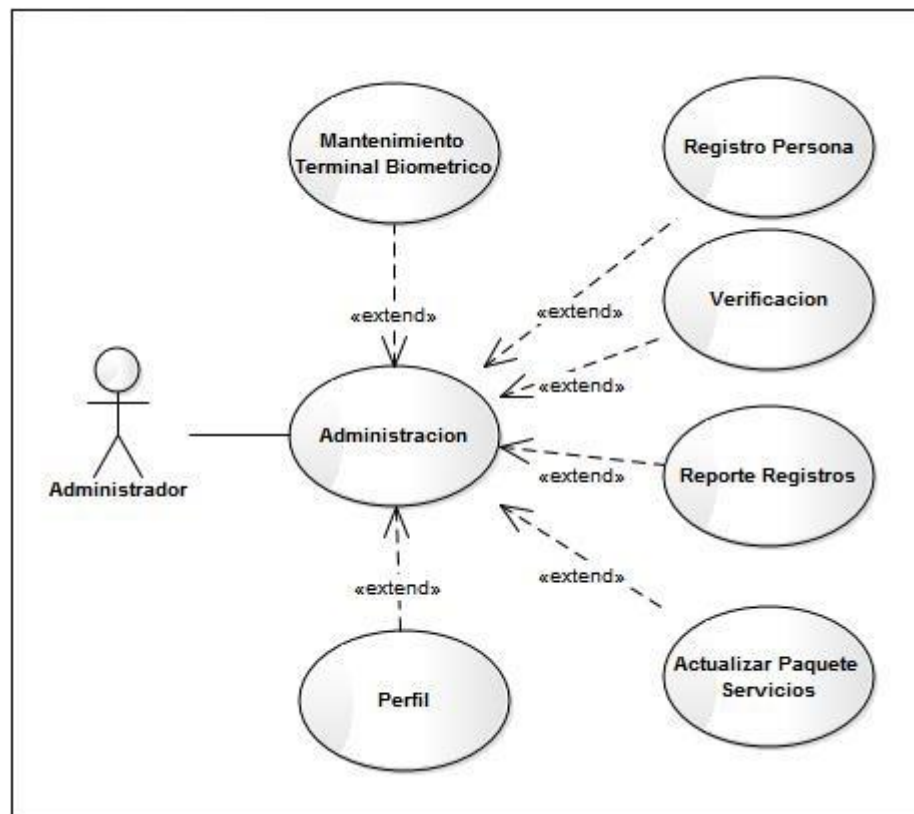 Mantenimiento
Terminal Biometrico
Registro Persona
Verificacion
«extend»
«extend»
«extend»
Administracion
Administrador
Reporte Registros
«extend»
«extend»
«extend»
Perfil
Actualizar Paquete
Servicios